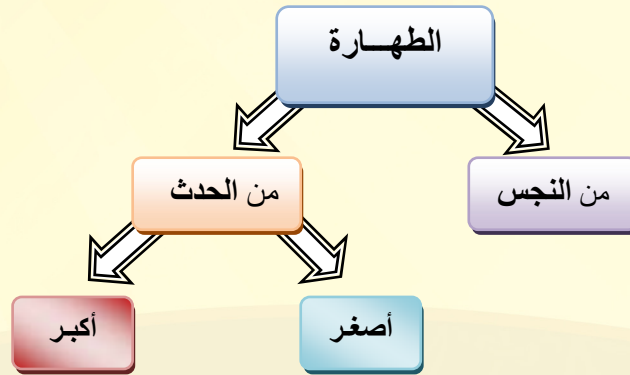 الطهـــارة
من النجس
من الحدث
أصغر
أكبر